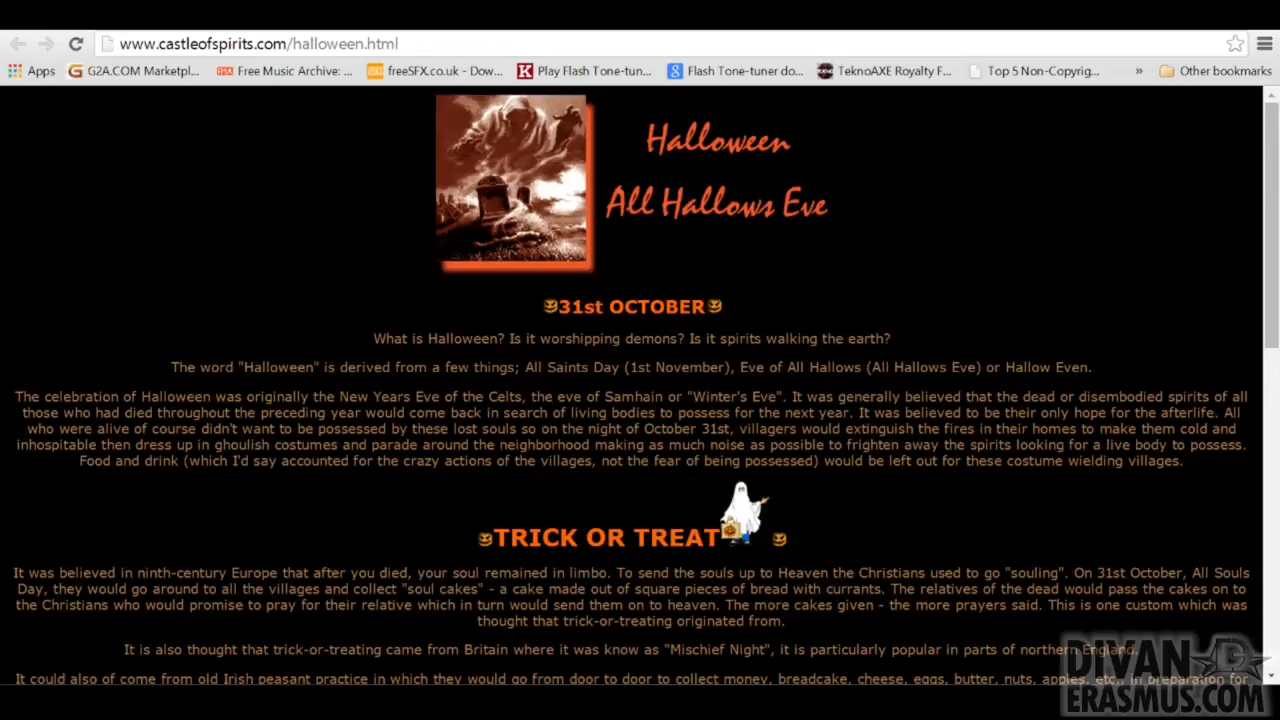 www.castleofspirits.com/halloween.html
Apps G2A.COM Marketpl... Free Music Archive: ... freeSFX.co.uk - Dow... Play Flash Tone-tun... Flash Tone-tuner do... TeknoAXE Royalty F... Top 5 Non-Copyrig... » Other bookmarks
Halloween
All Hallows Eve
31st OCTOBER
What is Halloween? Is it worshipping demons? Is it spirits walking the earth?
The word "Halloween" is derived from a few things; All Saints Day (1st November), Eve of All Hallows (All Hallows Eve) or Hallow Even.
The celebration of Halloween was originally the New Years Eve of the Celts, the eve of Samhain or "Winter's Eve". It was generally believed that the dead or disembodied spirits of all
those who had died throughout the preceding year would come back in search of living bodies to possess for the next year. It was believed to be their only hope for the afterlife. All
who were alive of course didn't want to be possessed by these lost souls so on the night of October 31st, villagers would extinguish the fires in their homes to make them cold and
inhospitable then dress up in ghoulish costumes and parade around the neighborhood making as much noise as possible to frighten away the spirits looking for a live body to possess.
Food and drink (which I'd say accounted for the crazy actions of the villages, not the fear of being possessed) would be left out for these costume wielding villages.
TRICK OR TREAT
It was believed in ninth-century Europe that after you died, your soul remained in limbo. To send the souls up to Heaven the Christians used to go "souling". On 31st October, All Souls
Day, they would go around to all the villages and collect "soul cakes" - a cake made out of square pieces of bread with currants. The relatives of the dead would pass the cakes on to
the Christians who would promise to pray for their relative which in turn would send them on to heaven. The more cakes given - the more prayers said. This is one custom which was
thought that trick-or-treating originated from.
It is also thought that trick-or-treating came from Britain where it was know as "Mischief Night", it is particularly popular in parts of northern England.
It could also of come from old Irish peasant practice in which they would go from door to door to collect money, breadcake, cheese, eggs, butter, nuts, apples, etc., in preparation for
DIVAN
ERASMUS.COM